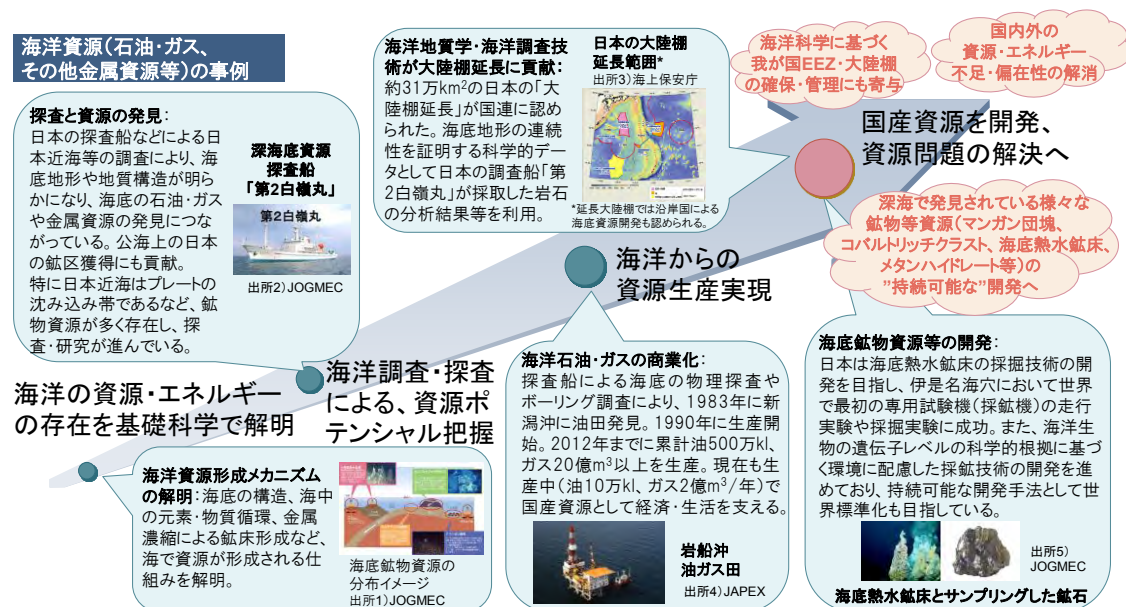 海洋資源（石油・ガス、
その他金属資源等）の事例
探査と資源の発見：
日本の探査船などによる日
本近海等の調査により、海
底地形や地質構造が明ら
かになり、海底の石油・ガス
や金属資源の発見につな
がっている。公海上の日本
の鉱区獲得にも貢献。
特に日本近海はプレートの
沈み込み帯であるなど、鉱
物資源が多く存在し、探
査・研究が進んでいる。
深海底資源
探査船
「第2白嶺丸」
第2白嶺丸
出所2）JOGMEC
海洋地質学・海洋調査技
術が大陸棚延長に貢献：
約31万km²の日本の「大
陸棚延長」が国連に認め
られた。海底地形の連続
性を証明する科学的デー
タとして日本の調査船「第
2白嶺丸」が採取した岩石
の分析結果等を利用。
日本の大陸棚
延長範囲*
出所3）海上保安庁
*延長大陸棚では沿岸国による
海底資源開発も認められる。
海洋科学に基づく
我が国EEZ・大陸棚
の確保・管理にも寄与
国内外の
資源・エネルギー
不足・偏在性の解消
国産資源を開発、
資源問題の解決へ
深海で発見されている様々な
鉱物等資源（マンガン団塊、
コバルトリッチクラスト、海底熱水鉱床、
メタンハイドレート等）の
”持続可能な”開発へ
海洋からの
資源生産実現
海洋調査・探査
による、資源ポ
テンシャル把握
海洋の資源・エネルギー
の存在を基礎科学で解明
海洋資源形成メカニズム
の解明：海底の構造、海中
の元素・物質循環、金属
濃縮による鉱床形成など、
海で資源が形成される仕
組みを解明。
海底鉱物資源の
分布イメージ
出所1）JOGMEC
海洋石油・ガスの商業化：
探査船による海底の物理探査や
ボーリング調査により、1983年に新
潟沖に油田発見。1990年に生産開
始。2012年までに累計油500万kl、
ガス20億m³以上を生産。現在も生
産中（油10万kl、ガス2億m³/年）で
国産資源として経済・生活を支える。
岩船沖
油ガス田
出所4）JAPEX
海底鉱物資源等の開発：
日本は海底熱水鉱床の採掘技術の開
発を目指し、伊是名海穴において世界
で最初の専用試験機（採鉱機）の走行
実験や採掘実験に成功。また、海洋生
物の遺伝子レベルの科学的根拠に基づ
く環境に配慮した採鉱技術の開発を進
めており、持続可能な開発手法として世
界標準化も目指している。
出所5）
JOGMEC
海底熱水鉱床とサンプリングした鉱石